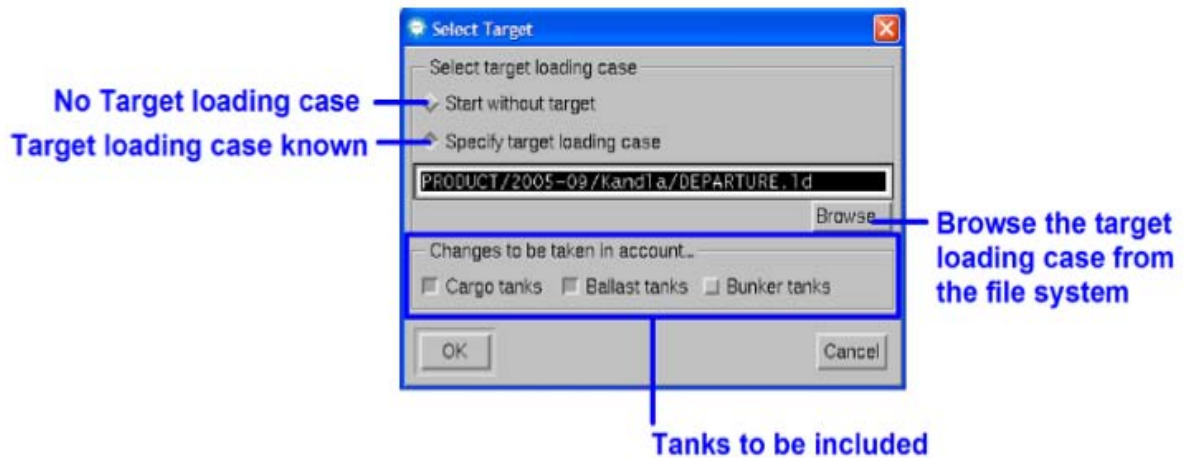 Select Target
Select target loading case
No Target loading case
Start without target
Target loading case known
Specify target loading case
PRODUCT/2005-09/Kandla/DEPARTURE.ld
Browse
Browse the target
loading case from
the file system
Changes to be taken in account...
Cargo tanks Ballast tanks Bunker tanks
OK Cancel
Tanks to be included